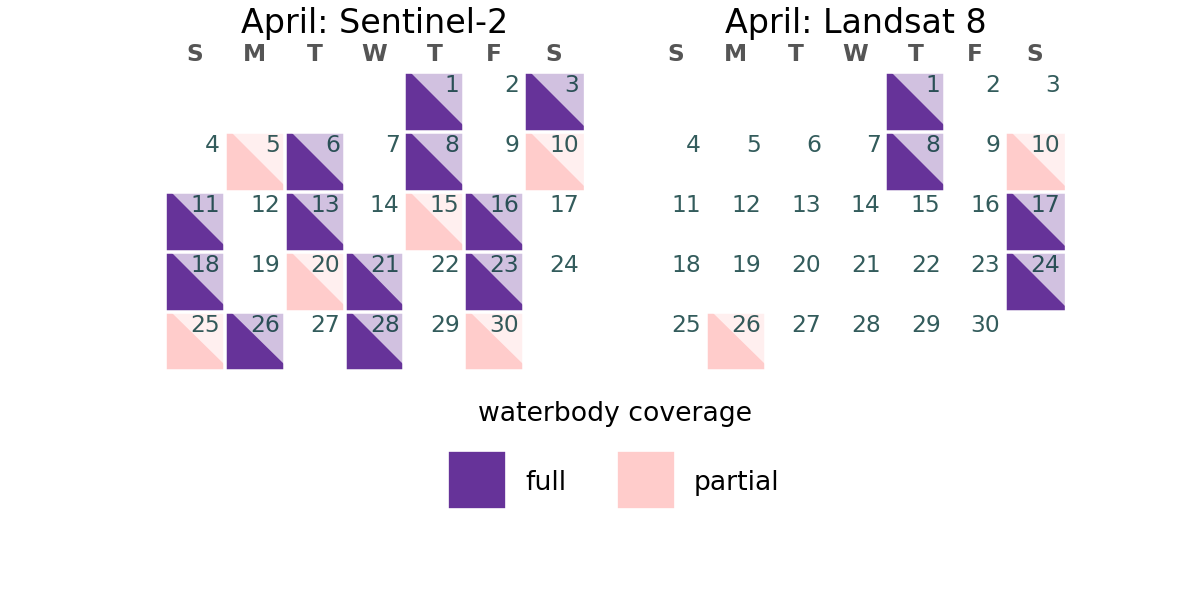 April: Sentinel-2
S M T W T F S
1 2 3
4 5 6 7 8 9 10
11 12 13 14 15 16 17
18 19 20 21 22 23 24
25 26 27 28 29 30
April: Landsat 8
S M T W T F S
1 2 3
4 5 6 7 8 9 10
11 12 13 14 15 16 17
18 19 20 21 22 23 24
25 26 27 28 29 30
waterbody coverage
full partial